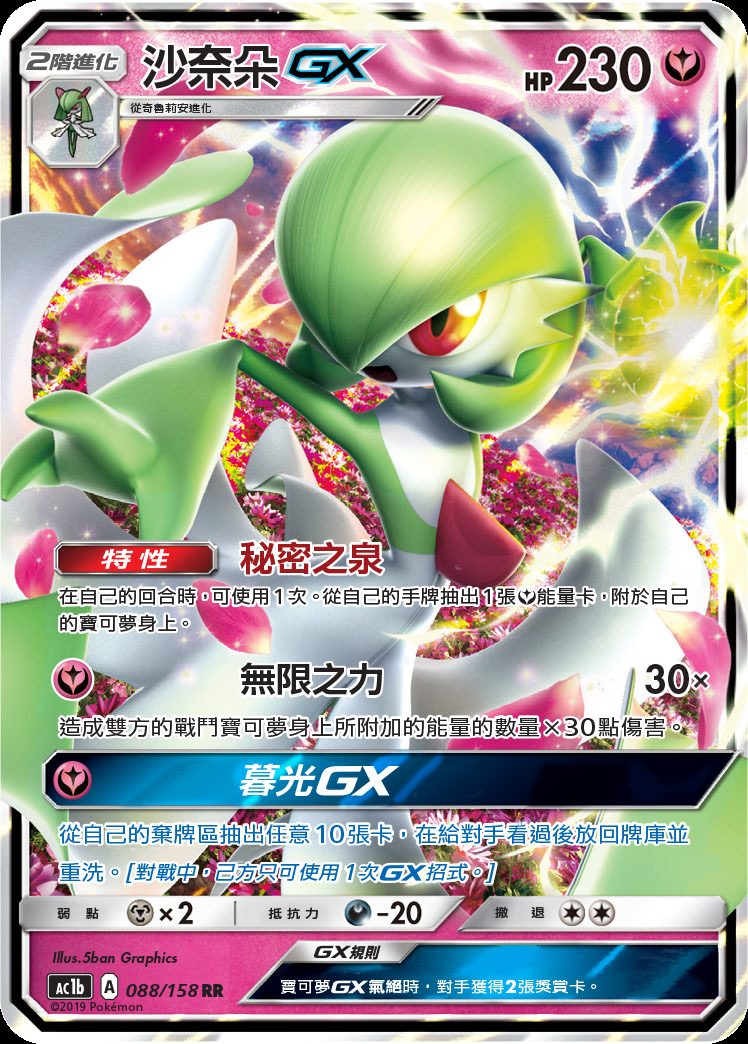 2階進化 沙奈朵GX HP230
從奇魯莉安進化
特性 秘密之泉
在自己的回合時，可使用1次。從自己的手牌抽出1張能量卡，附於自己
的寶可夢身上。
無限之力 30×
造成雙方的戰鬥寶可夢身上所附加的能量的數量×30點傷害。
暮光GX
從自己的棄牌區抽出任意10張卡，在給對手看過後放回牌庫並
重洗。[對戰中，己方只可使用1次GX招式。]
弱點 ×2 抵抗力 -20 撤退
Illus.5ban Graphics
GX規則
AC1b A 088/158 RR
寶可夢GX氣絕時，對手獲得2張獎賞卡。
©2019 Pokémon